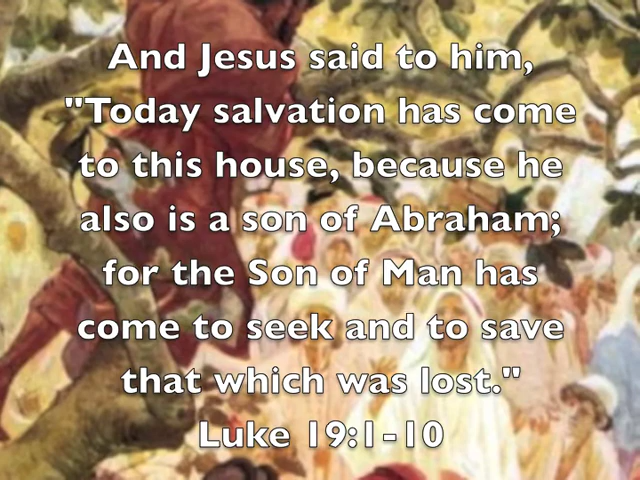 And Jesus said to him,
"Today salvation has come
to this house, because he
also is a son of Abraham;
for the Son of Man has
come to seek and to save
that which was lost."
Luke 19:1-10